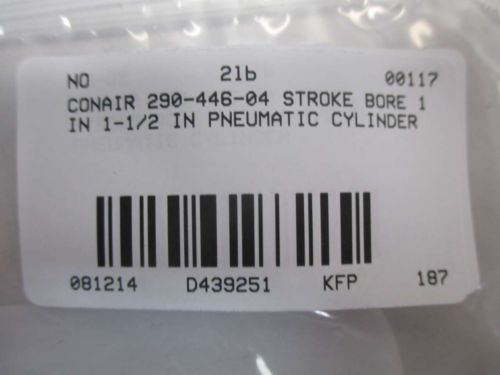 NO 21b 00117
CONAIR 290-446-04 STROKE BORE 1
IN 1-1/2 IN PNEUMATIC CYLINDER
081214 D439251 KFP 187